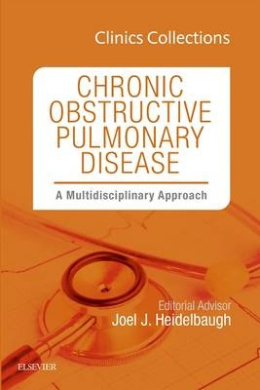 Clinics Collections
CHRONIC
OBSTRUCTIVE
PULMONARY
DISEASE
A Multidisciplinary Approach
Editorial Advisor
Joel J. Heidelbaugh
ELSEVIER